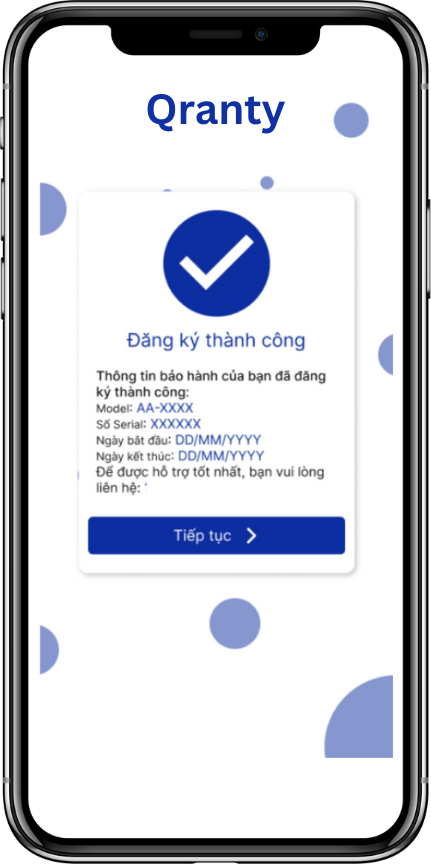 Qranty
Đăng ký thành công
Thông tin bảo hành của bạn đã đăng
ký thành công:
Model: AA-XXXX
Số Serial: XXXXXX
Ngày bắt đầu: DD/MM/YYYY
Ngày kết thúc: DD/MM/YYYY
Để được hỗ trợ tốt nhất, bạn vui lòng
liên hệ:
Tiếp tục